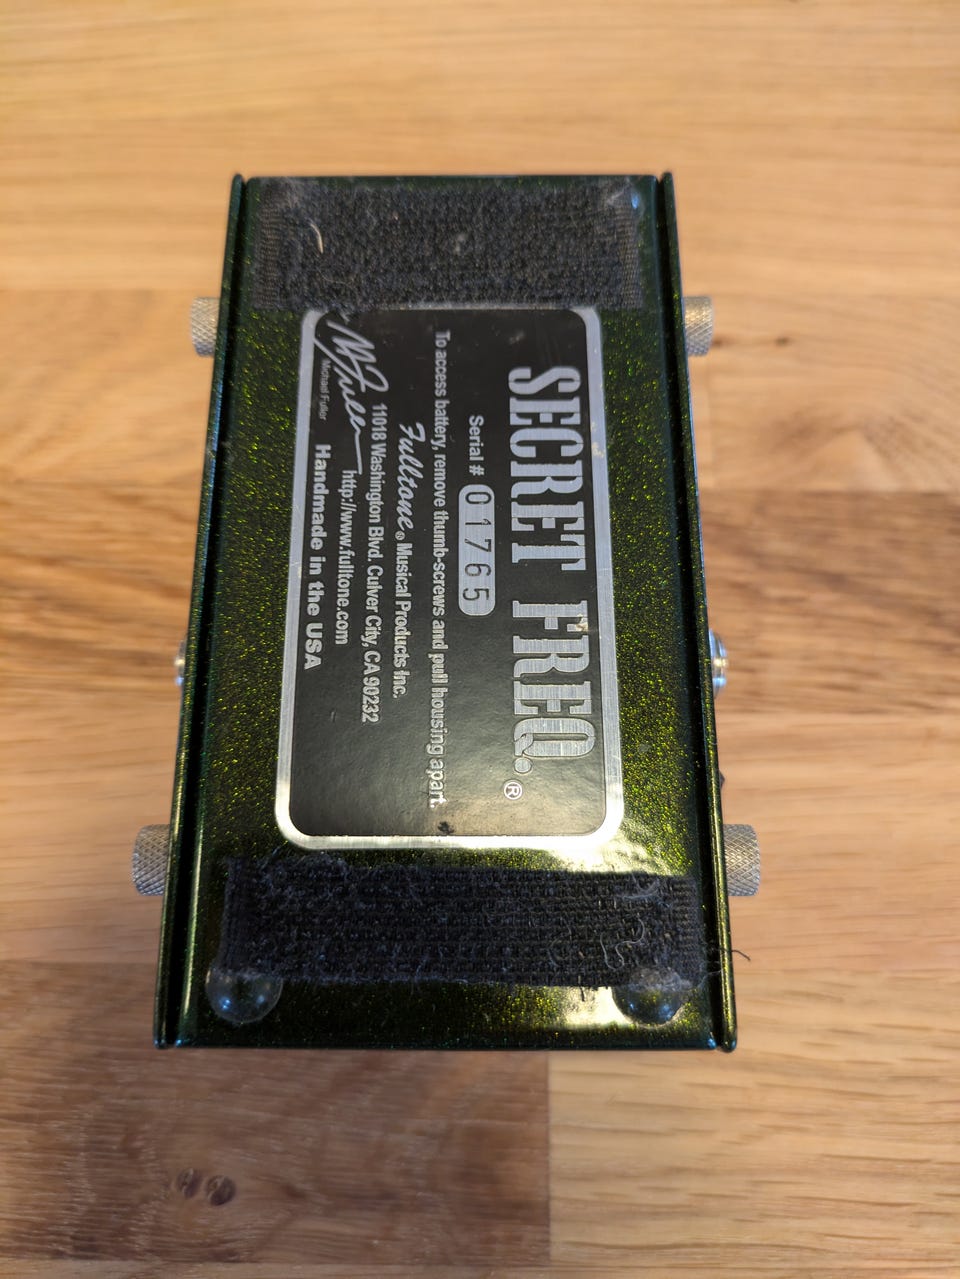 SECRET FREQ.®
Serial # 01765
To access battery, remove thumb-screws and pull housing apart.
Fulltone® Musical Products Inc.
11018 Washington Blvd. Culver City, CA 90232
http://www.fulltone.com
Handmade in the USA
M Fuller
Michael Fuller